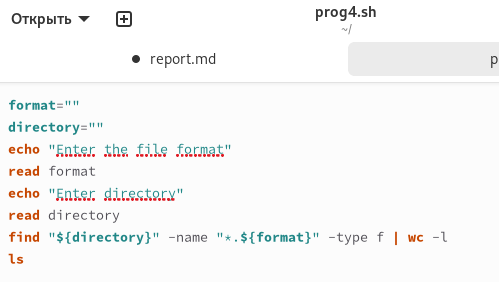 Открыть
prog4.sh
~/
report.md
p
format=""
directory=""
echo "Enter the file format"
read format
echo "Enter directory"
read directory
find "${directory}" -name "*.${format}" -type f | wc -l
ls